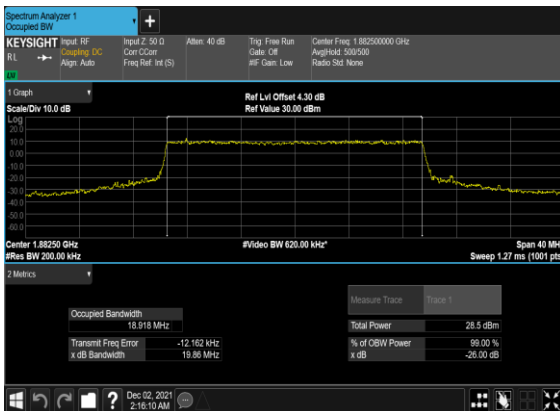 Spectrum Analyzer 1
Occupied BW
+
KEYSIGHT
RL
LV
Input: RF
Coupling: DC
Align: Auto
Input Z: 50 Ω
Corr CCorr
Freq Ref: Int (S)
Atten: 40 dB
Trig: Free Run
Gate: Off
#IF Gain: Low
Center Freq: 1.882500000 GHz
Avg|Hold: 500/500
Radio Std: None
1 Graph
Scale/Div 10.0 dB
Ref Lvl Offset 4.30 dB
Ref Value 30.00 dBm
Log
20.0
10.0
0.00
-10.0
-20.0
-30.0
-40.0
-50.0
-60.0
Center 1.88250 GHz
#Video BW 620.00 kHz*
Span 40 MH
#Res BW 200.00 kHz
Sweep 1.27 ms (1001 pts
2 Metrics
Measure Trace Trace 1
Occupied Bandwidth
18.918 MHz
Total Power 28.5 dBm
Transmit Freq Error -12.162 kHz
% of OBW Power 99.00 %
x dB Bandwidth 19.86 MHz
x dB -26.00 dB
?
Dec 02, 2021
2:16:10 AM